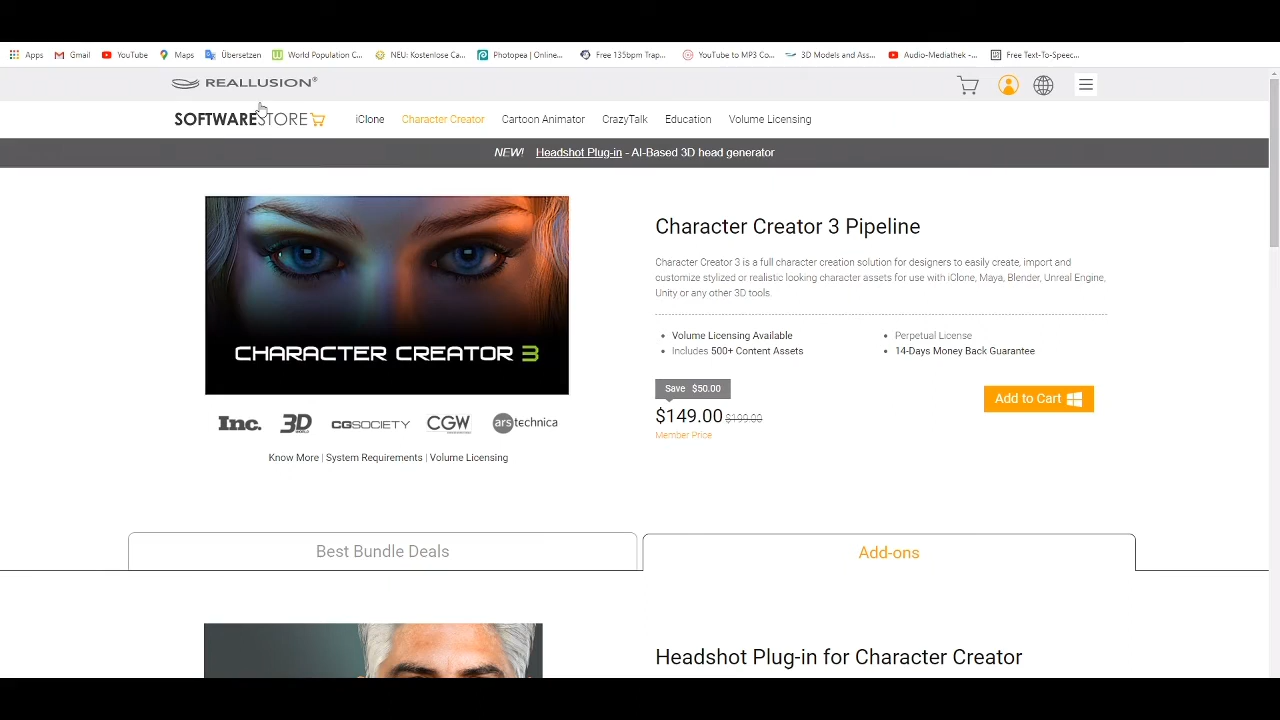 Apps Gmail YouTube Maps Übersetzen World Population C... NEU: Kostenlose Ca... Photopea | Online... Free 135bpm Trap... YouTube to MP3 Co... 3D Models and Ass... Audio-Mediathek -... Free Text-To-Speec...
REALLUSION®
SOFTWARESTORE iClone Character Creator Cartoon Animator CrazyTalk Education Volume Licensing
NEW! Headshot Plug-in - AI-Based 3D head generator
Character Creator 3 Pipeline
Character Creator 3 is a full character creation solution for designers to easily create, import and
customize stylized or realistic looking character assets for use with iClone, Maya, Blender, Unreal Engine,
Unity or any other 3D tools.
• Volume Licensing Available • Perpetual License
• Includes 500+ Content Assets • 14-Days Money Back Guarantee
CHARACTER CREATOR 3
Save $50.00
$149.00 $199.00
Member Price
Add to Cart
Inc. 3D WORLD CGSOCIETY CGW ars technica
Know More | System Requirements | Volume Licensing
Best Bundle Deals Add-ons
Headshot Plug-in for Character Creator